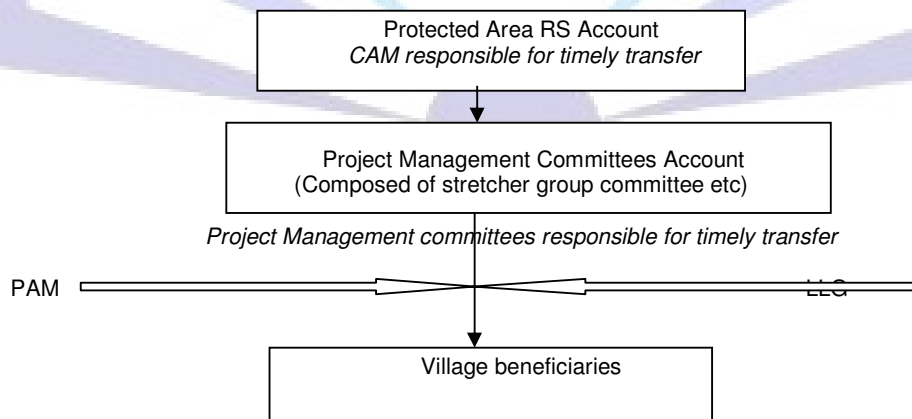 Protected Area RS Account
CAM responsible for timely transfer
Project Management Committees Account
(Composed of stretcher group committee etc)
Project Management committees responsible for timely transfer
PAM
LLG
Village beneficiaries